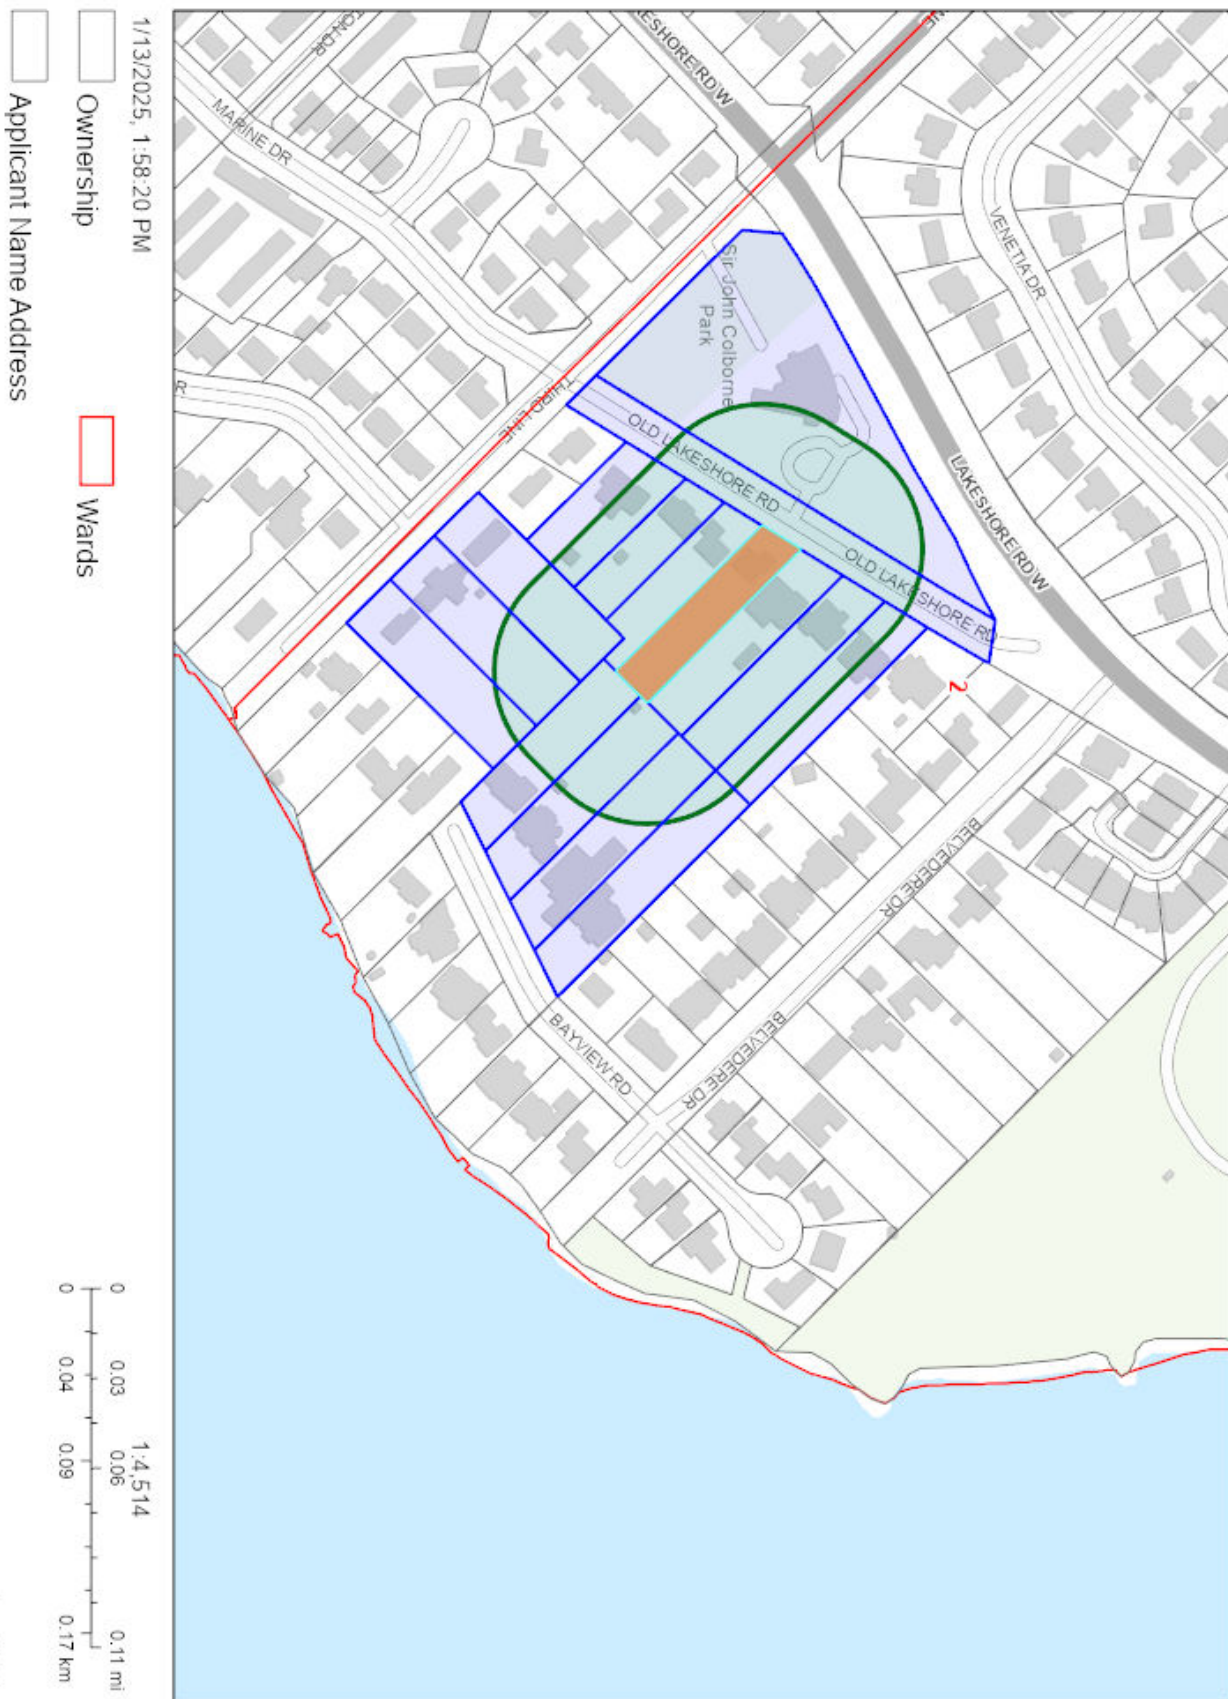 1/13/2025, 1:58:20 PM
Ownership
Wards
Applicant Name Address
1:4,514
0 0.03 0.06 0.11 mi
0 0.04 0.09 0.17 km
LAKESHORE RD W
VENETIA DR
MARINE DR
Sir John Colborne
Park
OLD LAKESHORE RD
OLD LAKESHORE RD
LAKESHORE RD W
THIRD LINE
2
BELVEDERE DR
BELVEDERE DR
BAYVIEW RD